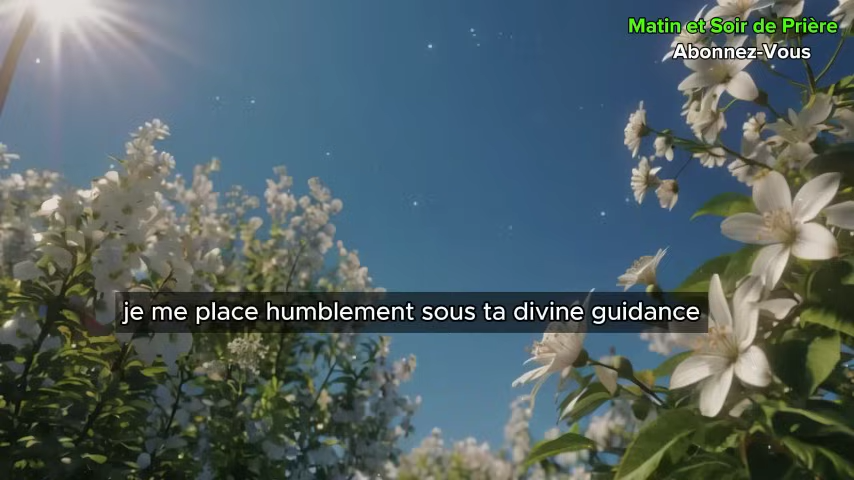 Matin et Soir de Prière
Abonnez-Vous
je me place humblement sous ta divine guidance